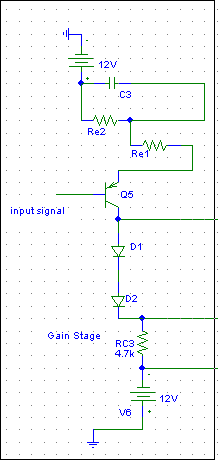 -
12V
+
C3
Re2
Re1
Q5
input signal
D1
D2
Gain Stage
RC3
4.7k
-
12V
V6
+